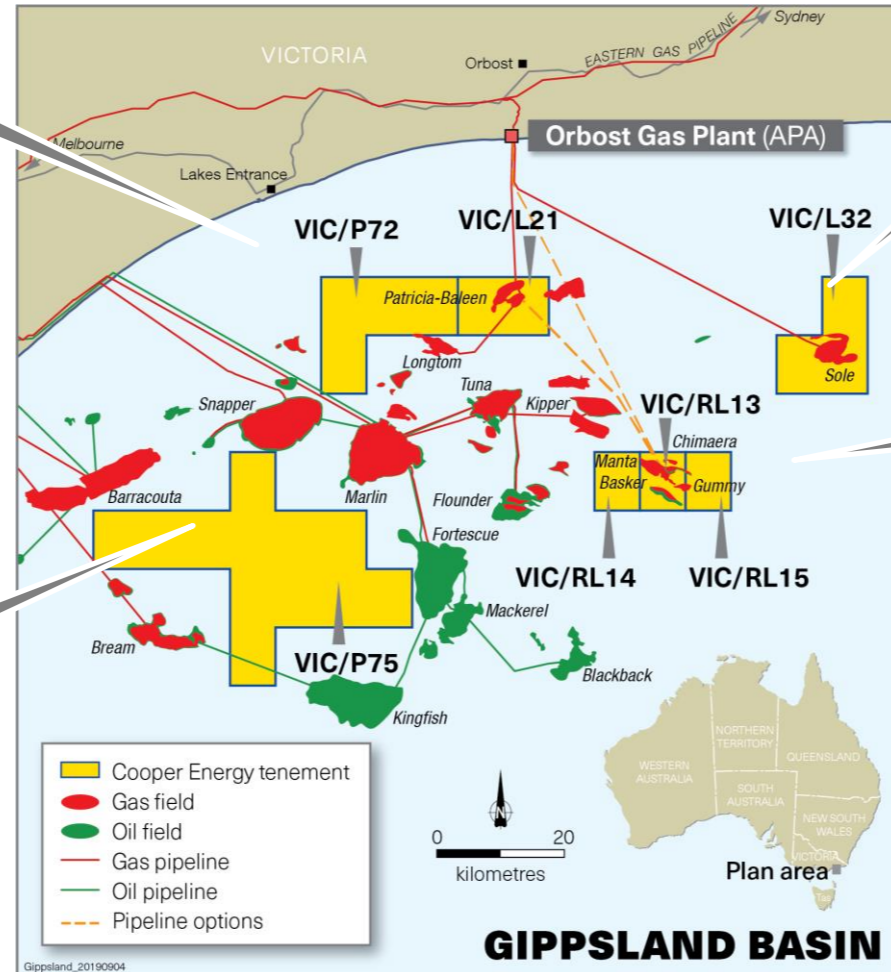 Sydney
VICTORIA
Orbost
EASTERN GAS PIPELINE
Melbourne
Orbost Gas Plant (APA)
Lakes Entrance
VIC/P72
VIC/L21
VIC/L32
Patricia-Baleen
Longtom
Sole
Snapper
Tuna
Kipper
VIC/RL13
Chimaera
Manta
Basker
Gummy
Barracouta
Marlin
Flounder
Fortescue
VIC/RL14
VIC/RL15
Mackerel
Bream
VIC/P75
Blackback
Kingfish
Cooper Energy tenement
Gas field
Oil field
Gas pipeline
Oil pipeline
Pipeline options
N
0 20
kilometres
NORTHERN
TERRITORY
QUEENSLAND
WESTERN
AUSTRALIA
SOUTH
AUSTRALIA
NEW SOUTH
WALES
VICTORIA
Plan area
Tas
GIPPSLAND BASIN
Gippsland_20190904